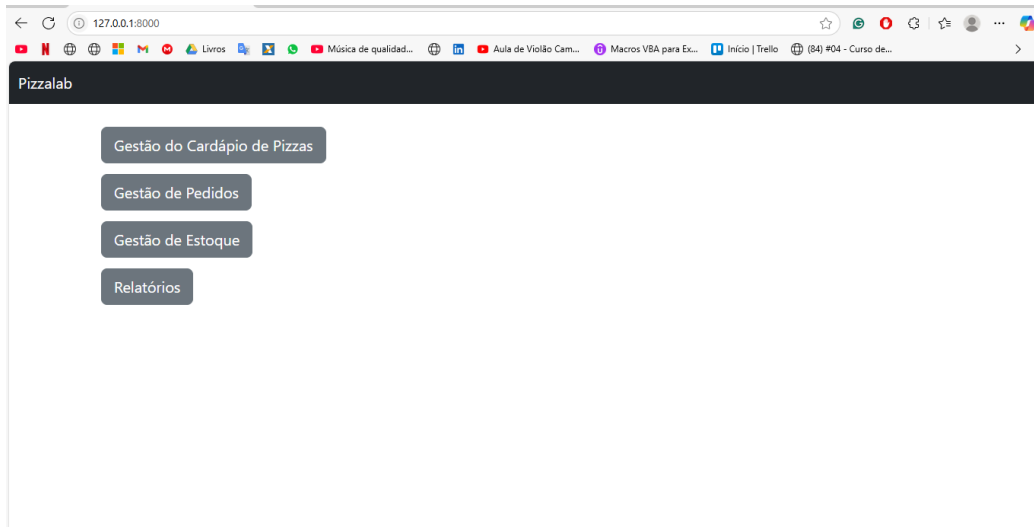 127.0.0.1:8000
Livros Música de qualidad... Aula de Violão Cam... Macros VBA para Ex... Início | Trello (84) #04 - Curso de...
Pizzalab
Gestão do Cardápio de Pizzas
Gestão de Pedidos
Gestão de Estoque
Relatórios